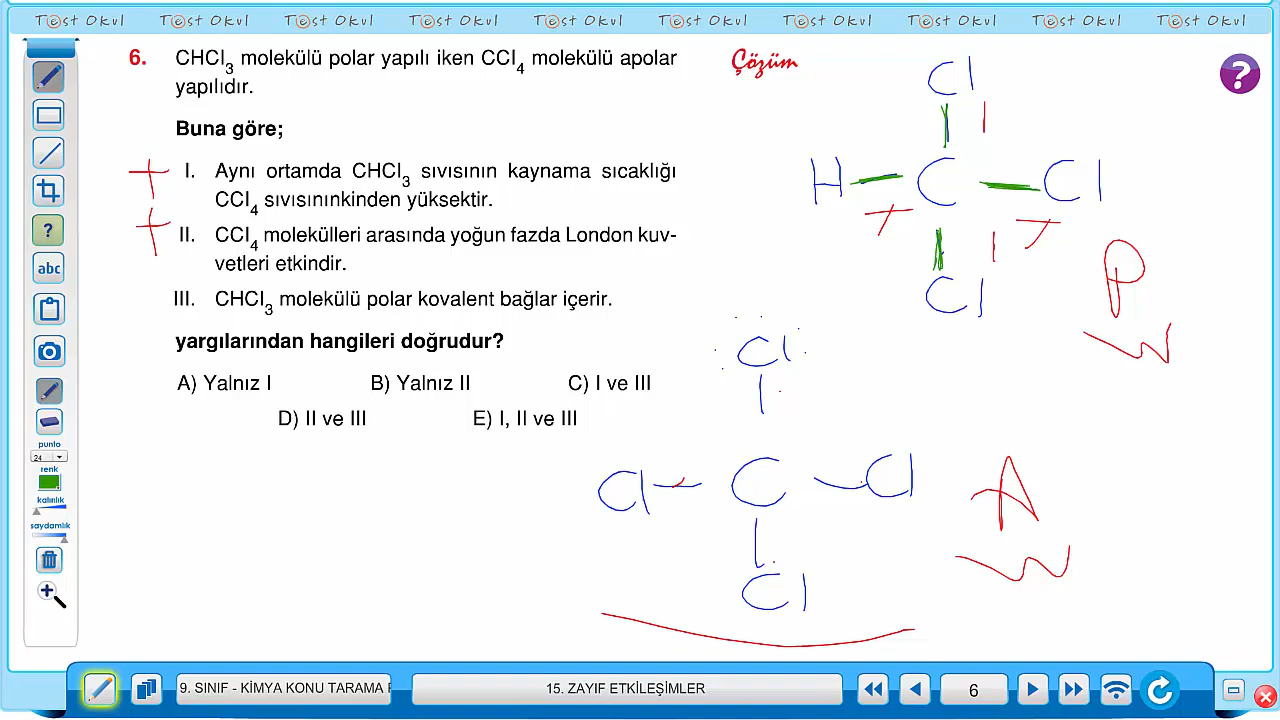 Test Okul Test Okul Test Okul Test Okul Test Okul Test Okul Test Okul Test Okul Test Okul Test Okul
6. CHCl3 molekülü polar yapılı iken CCl4 molekülü apolar
yapılıdır.
Buna göre;
+ I. Aynı ortamda CHCl3 sıvısının kaynama sıcaklığı
CCl4 sıvısınınkinden yüksektir.
+ II. CCl4 molekülleri arasında yoğun fazda London kuv-
vetleri etkindir.
III. CHCl3 molekülü polar kovalent bağlar içerir.
yargılarından hangileri doğrudur?
A) Yalnız I B) Yalnız II C) I ve III
D) II ve III E) I, II ve III
Çözüm
?
Cl
H C Cl
Cl
P
Cl
Cl C Cl
Cl
A
?
abc
punto
24
renk
kalınlık
saydamlık
9. SINIF - KİMYA KONU TARAMA
15. ZAYIF ETKİLEŞİMLER
6